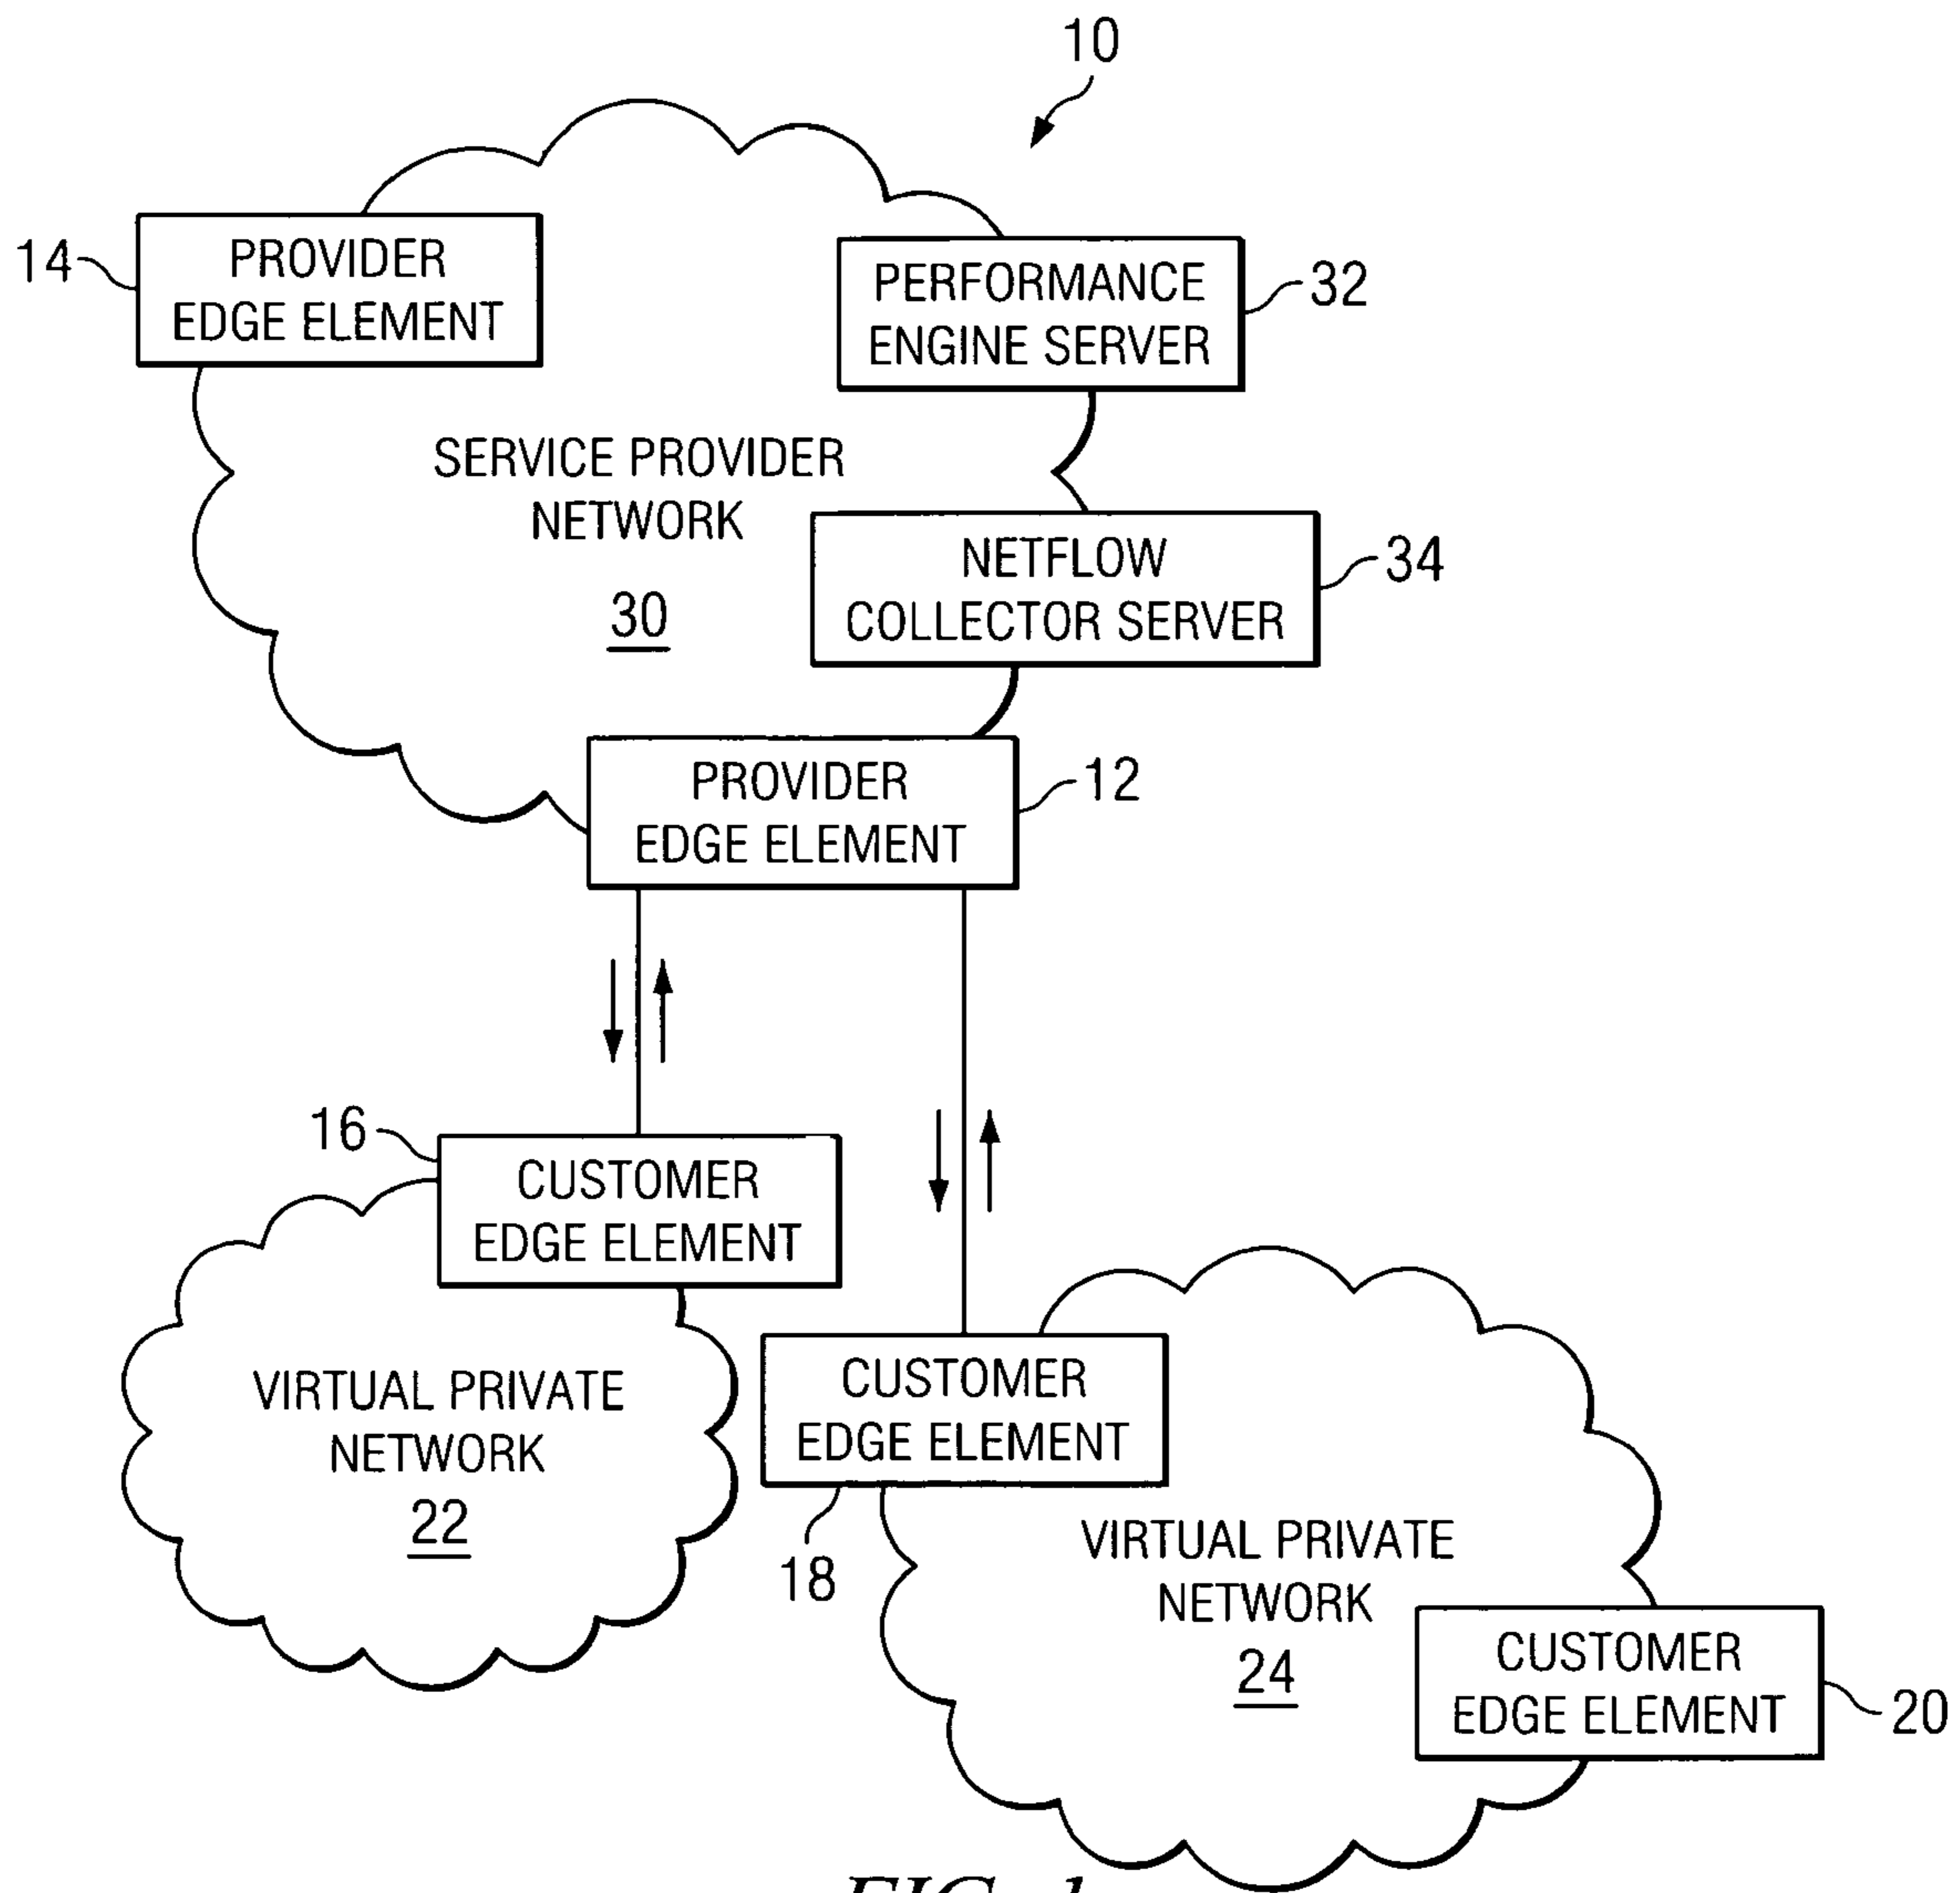 10
14
PROVIDER
EDGE ELEMENT
PERFORMANCE
ENGINE SERVER
32
SERVICE PROVIDER
NETWORK
30
NETFLOW
COLLECTOR SERVER
34
PROVIDER
EDGE ELEMENT
12
16
CUSTOMER
EDGE ELEMENT
VIRTUAL PRIVATE
NETWORK
22
CUSTOMER
EDGE ELEMENT
18
VIRTUAL PRIVATE
NETWORK
24
CUSTOMER
EDGE ELEMENT
20
FIG. 1